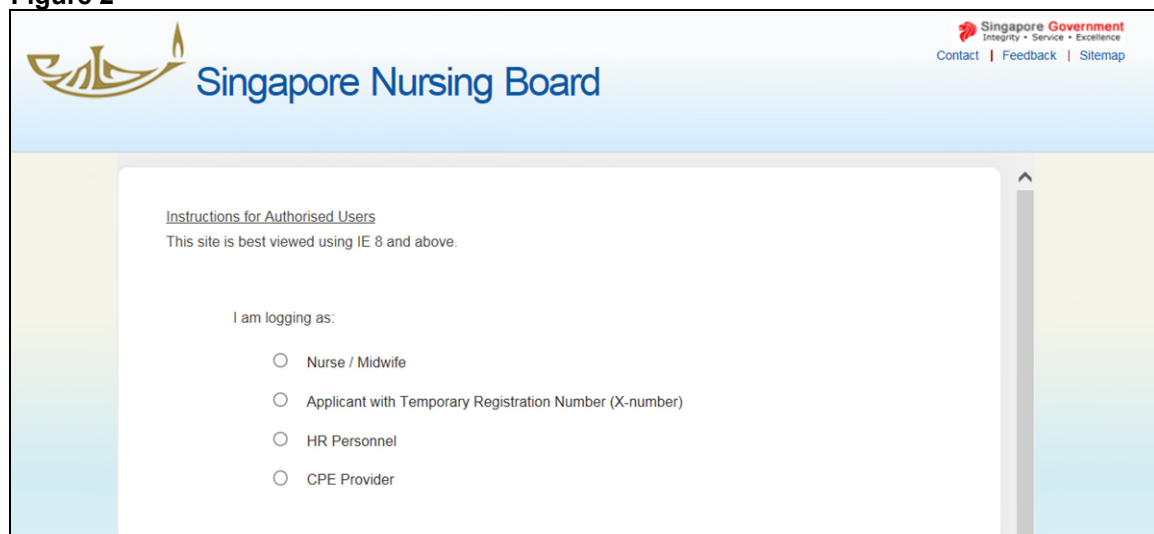 Figure 2
Singapore Government
Integrity • Service • Excellence
Contact | Feedback | Sitemap
Singapore Nursing Board
Instructions for Authorised Users
This site is best viewed using IE 8 and above.
I am logging as:
Nurse / Midwife
Applicant with Temporary Registration Number (X-number)
HR Personnel
CPE Provider